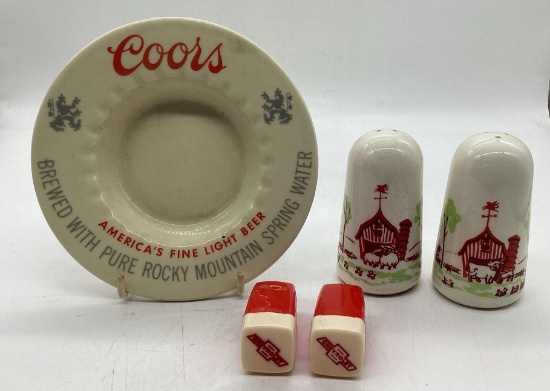 Coors
AMERICA'S FINE LIGHT BEER
BREWED WITH PURE ROCKY MOUNTAIN SPRING WATER